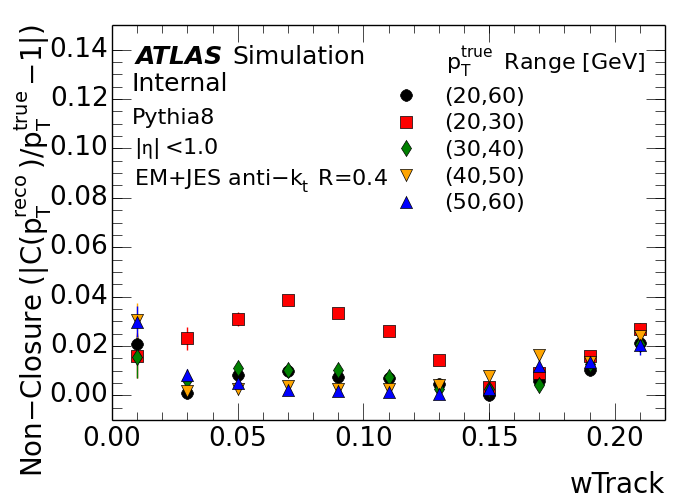 Non−Closure (|C(p_T^reco)/p_T^true −1|)
0.14
0.12
0.10
0.08
0.06
0.04
0.02
0.00
ATLAS Simulation
Internal
Pythia8
|η| <1.0
EM+JES anti−k_t R=0.4
p_T^true Range [GeV]
(20,60)
(20,30)
(30,40)
(40,50)
(50,60)
0.00 0.05 0.10 0.15 0.20
wTrack